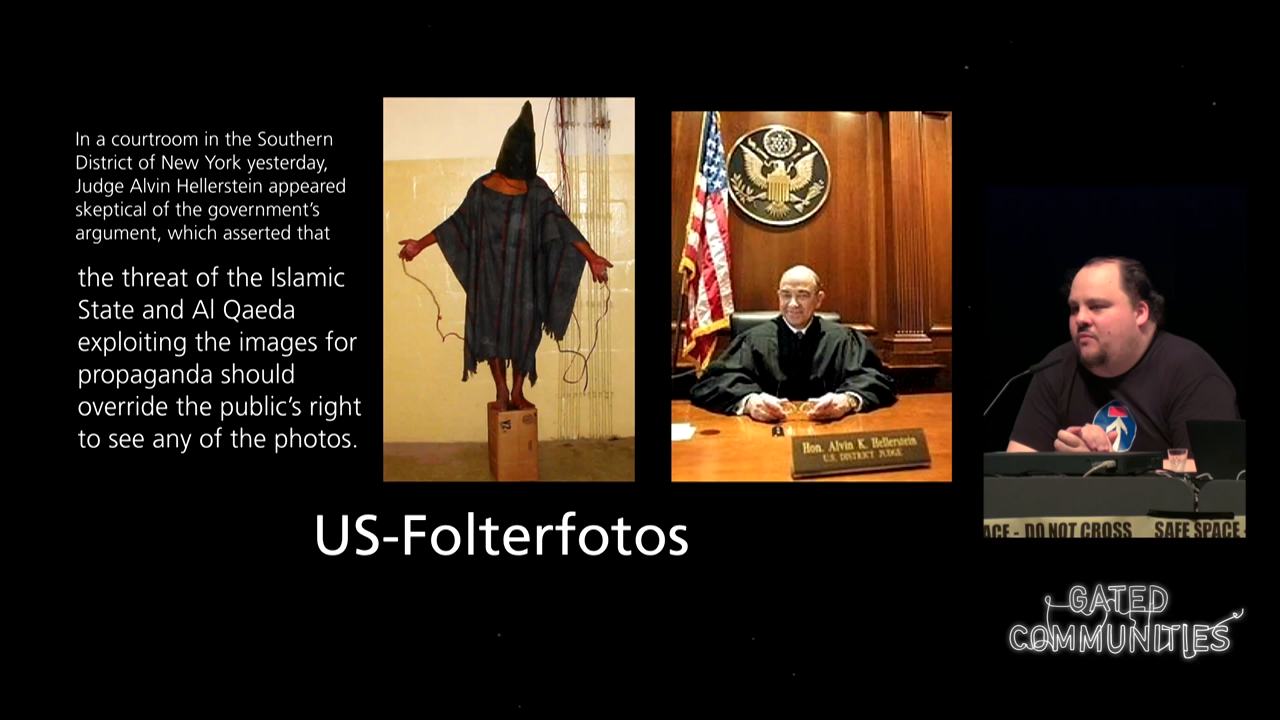 In a courtroom in the Southern
District of New York yesterday,
Judge Alvin Hellerstein appeared
skeptical of the government's
argument, which asserted that
the threat of the Islamic
State and Al Qaeda
exploiting the images for
propaganda should
override the public's right
to see any of the photos.
Hon. Alvin K. Hellerstein
U.S. DISTRICT JUDGE
US-Folterfotos
ACE - DO NOT CROSS SAFE SPACE -
GATED
COMMUNITIES